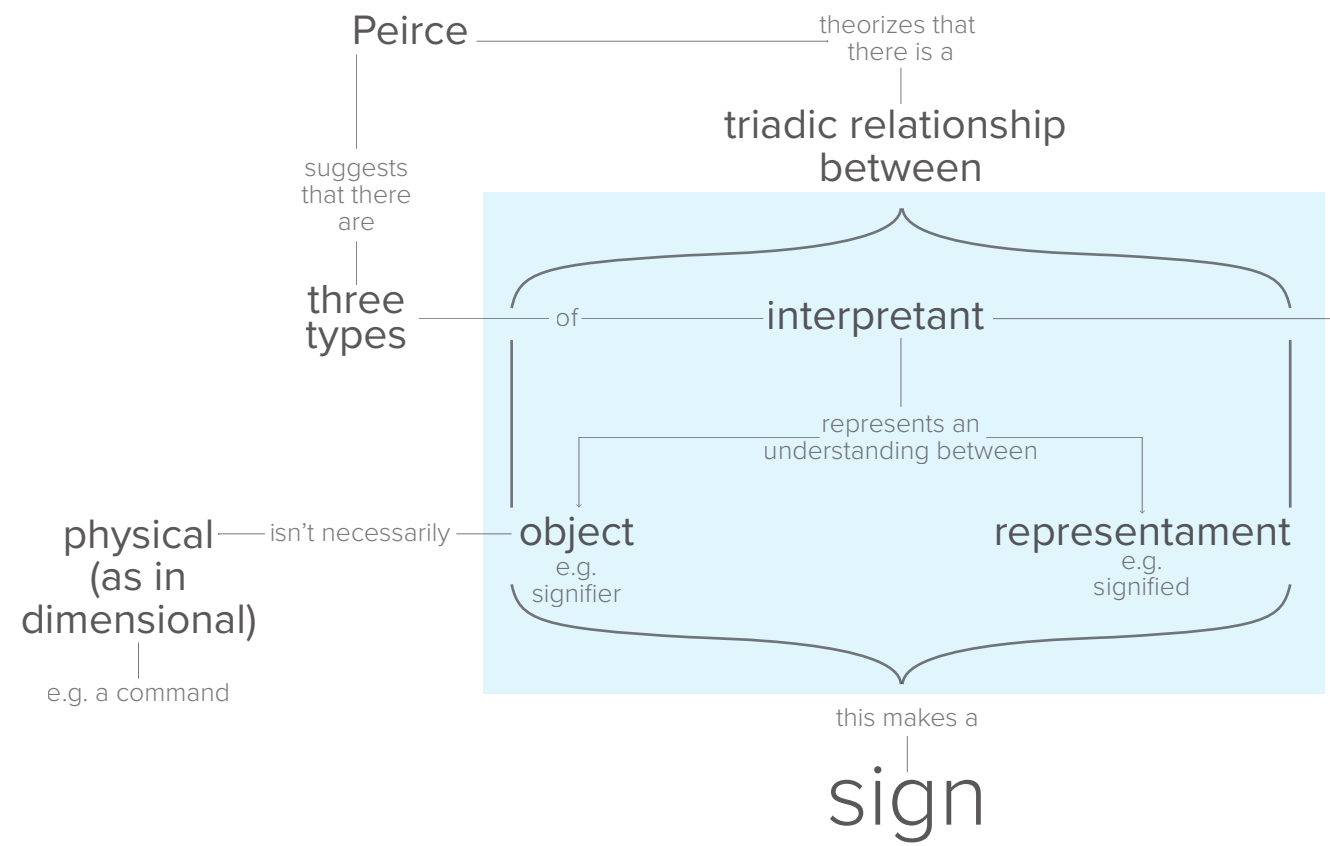 Peirce
theorizes that
there is a
triadic relationship
between
suggests
that there
are
three
types
of
interpretant
represents an
understanding between
physical
(as in
dimensional)
isn't necessarily
object
e.g.
signifier
representament
e.g.
signified
e.g. a command
this makes a
sign